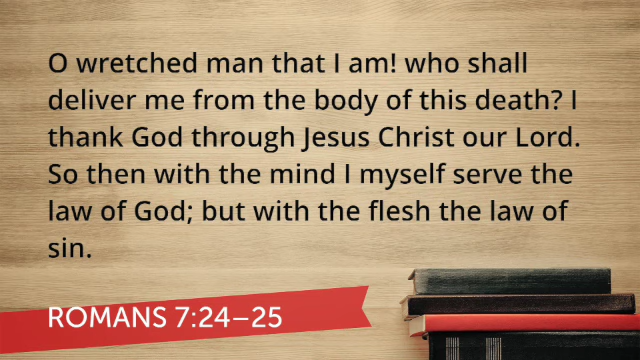 O wretched man that I am! who shall
deliver me from the body of this death? I
thank God through Jesus Christ our Lord.
So then with the mind I myself serve the
law of God; but with the flesh the law of
sin.
ROMANS 7:24–25